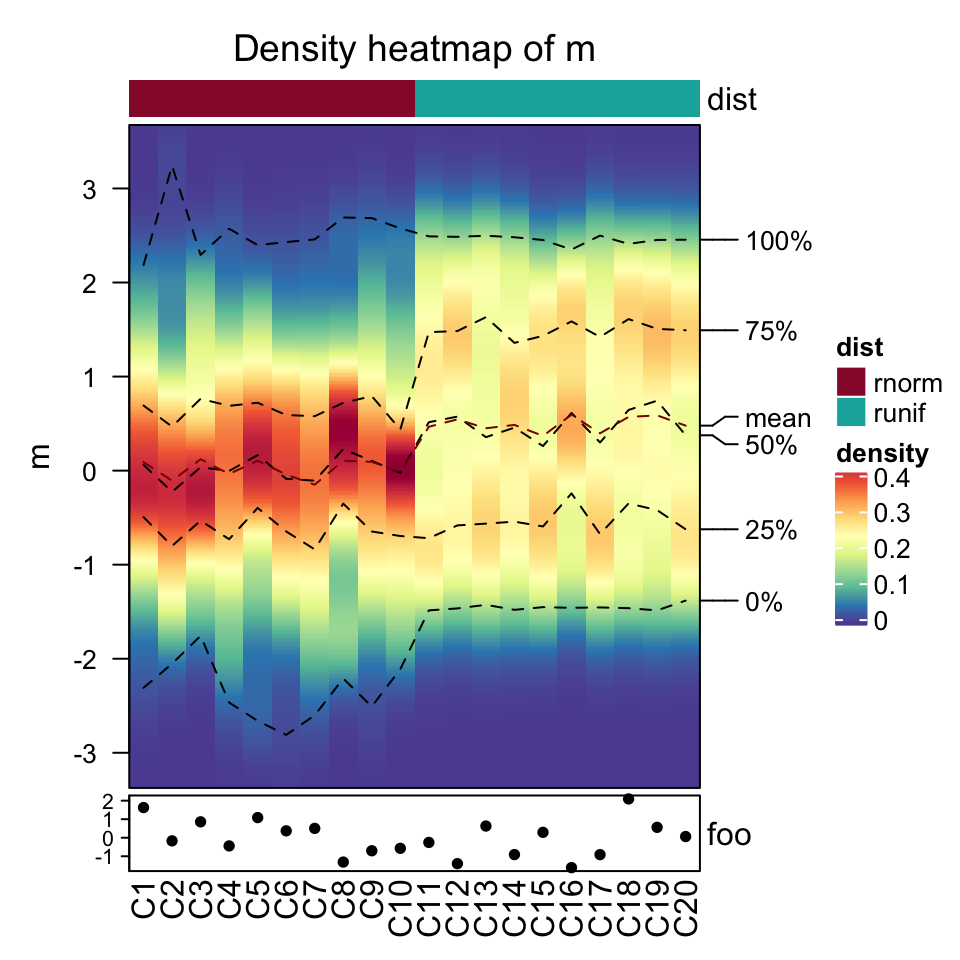 Density heatmap of m
dist
m
3
2
1
0
-1
-2
-3
100%
75%
mean
50%
25%
0%
dist
rnorm
runif
density
0.4
0.3
0.2
0.1
0
2
1
0
-1
foo
C1 C2 C3 C4 C5 C6 C7 C8 C9 C10 C11 C12 C13 C14 C15 C16 C17 C18 C19 C20